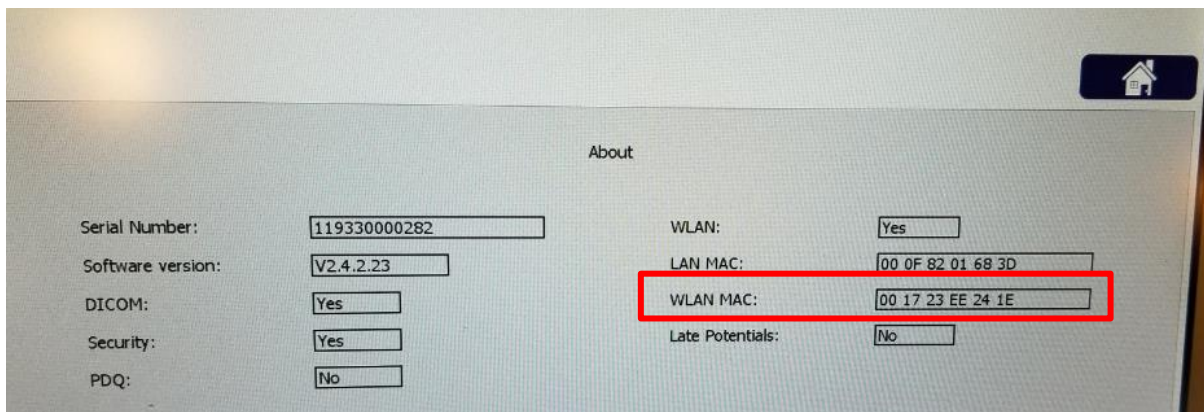 About
Serial Number: 119330000282
Software version: V2.4.2.23
DICOM: Yes
Security: Yes
PDQ: No
WLAN: Yes
LAN MAC: 00 0F 82 01 68 3D
WLAN MAC: 00 17 23 EE 24 1E
Late Potentials: No